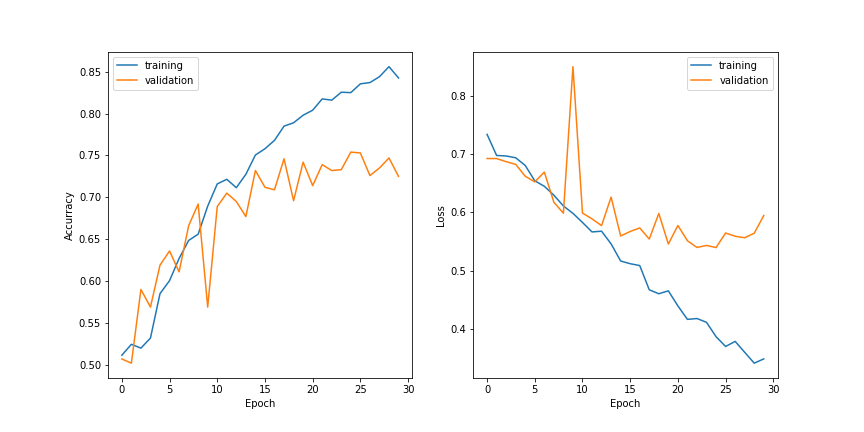 training
validation
0.85
0.80
0.75
0.70
0.65
0.60
0.55
0.50
0 5 10 15 20 25 30
Accurracy
Epoch
training
validation
0.8
0.7
0.6
0.5
0.4
0 5 10 15 20 25 30
Loss
Epoch